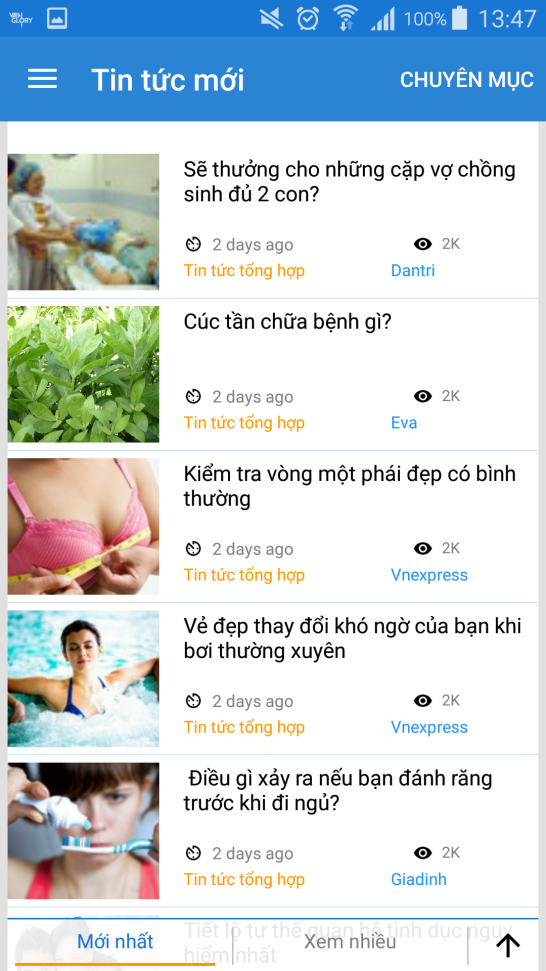 VIEN
GLORY
100%
13:47
Tin tức mới
CHUYÊN MỤC
Sẽ thưởng cho những cặp vợ chồng
sinh đủ 2 con?
2 days ago
2K
Tin tức tổng hợp
Dantri
Cúc tần chữa bệnh gì?
2 days ago
2K
Tin tức tổng hợp
Eva
Kiểm tra vòng một phái đẹp có bình
thường
2 days ago
2K
Tin tức tổng hợp
Vnexpress
Vẻ đẹp thay đổi khó ngờ của bạn khi
bơi thường xuyên
2 days ago
2K
Tin tức tổng hợp
Vnexpress
Điều gì xảy ra nếu bạn đánh răng
trước khi đi ngủ?
2 days ago
2K
Tin tức tổng hợp
Giadinh
Tiết lộ tư thế quan hệ tình dục nguy
hiểm nhất
Mới nhất
Xem nhiều